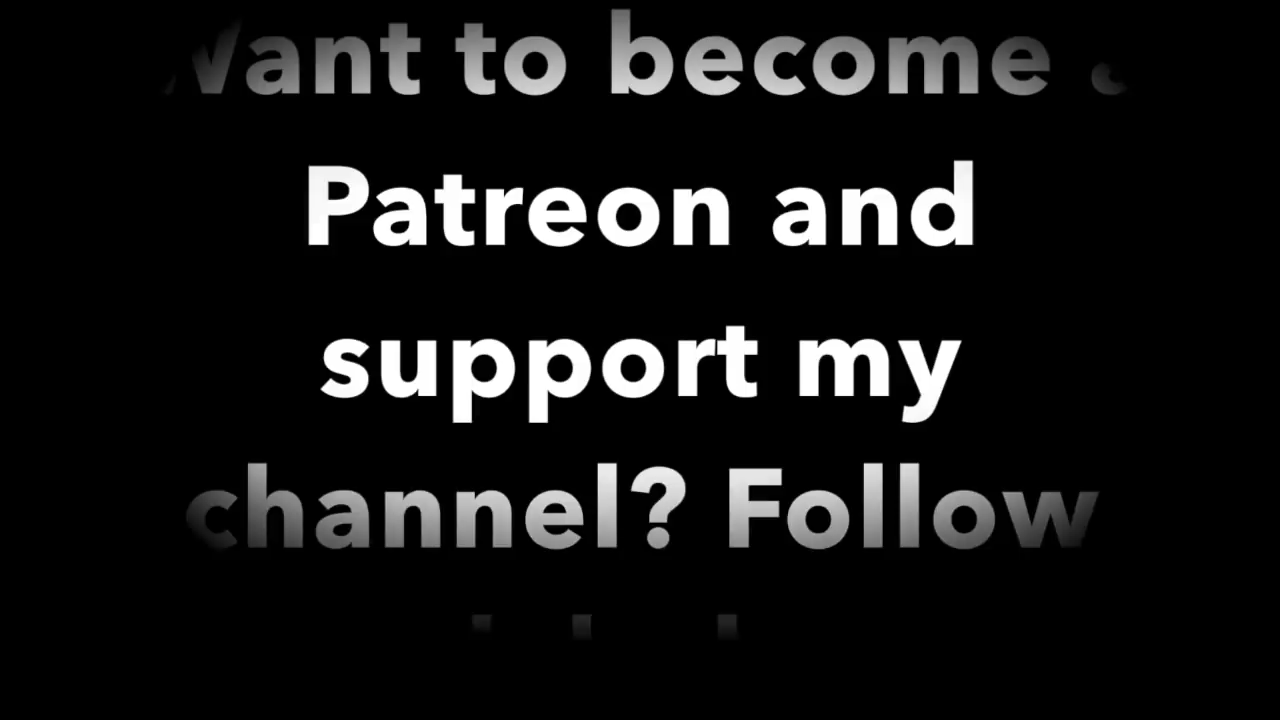 Want to become a
Patreon and
support my
channel? Follow